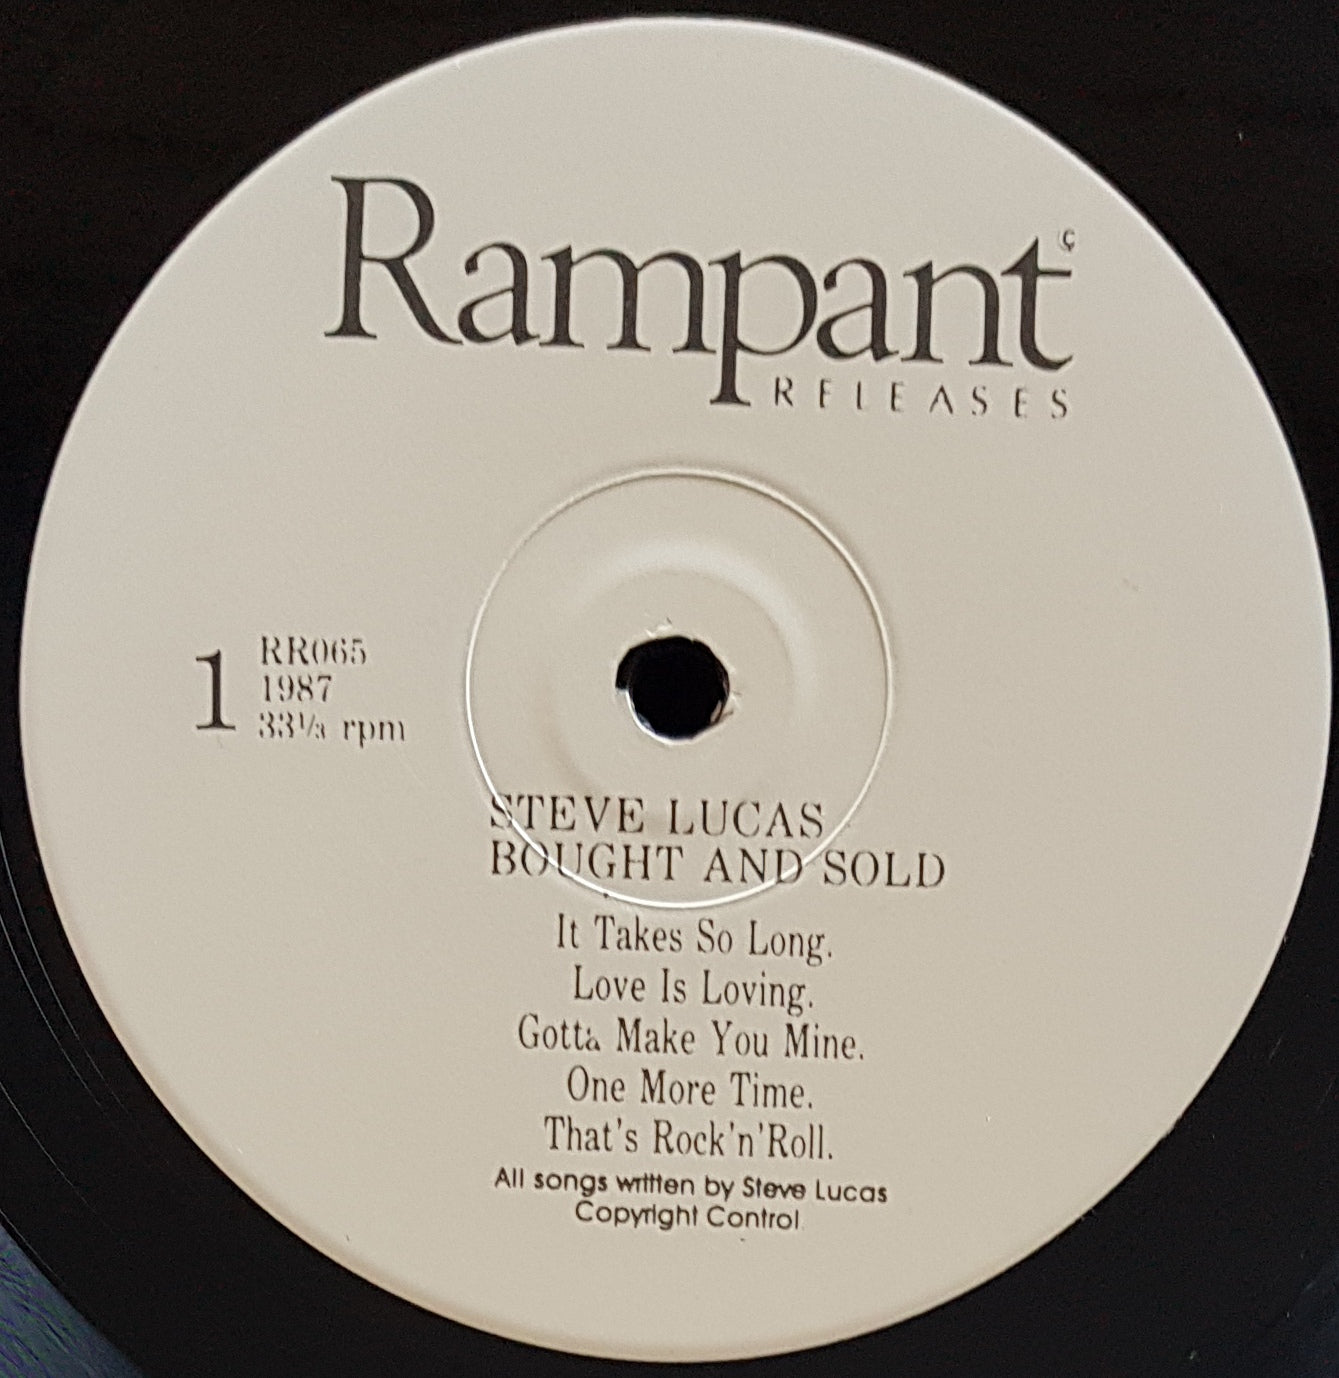 Rampant ©
RELEASES
1
RR065
1987
33⅓ rpm
STEVE LUCAS
BOUGHT AND SOLD
It Takes So Long.
Love Is Loving.
Gotta Make You Mine.
One More Time.
That's Rock'n'Roll.
All songs written by Steve Lucas
Copyright Control